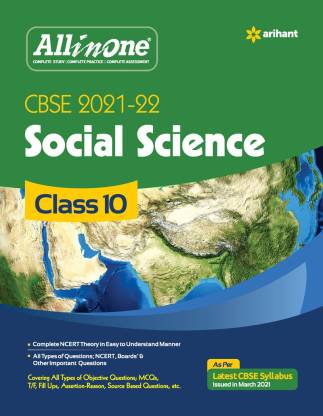 All in One®
COMPLETE STUDY | COMPLETE PRACTICE | COMPLETE ASSESSMENT
arihant
CBSE 2021-22
Social Science
Class 10
• Complete NCERT Theory in Easy to Understand Manner
• All Types of Questions; NCERT, Boards' &
Other Important Questions
Covering All Types of Objective Questions; MCQs,
T/F, Fill Ups, Assertion-Reason, Source Based Questions, etc.
As Per
Latest CBSE Syllabus
Issued in March 2021